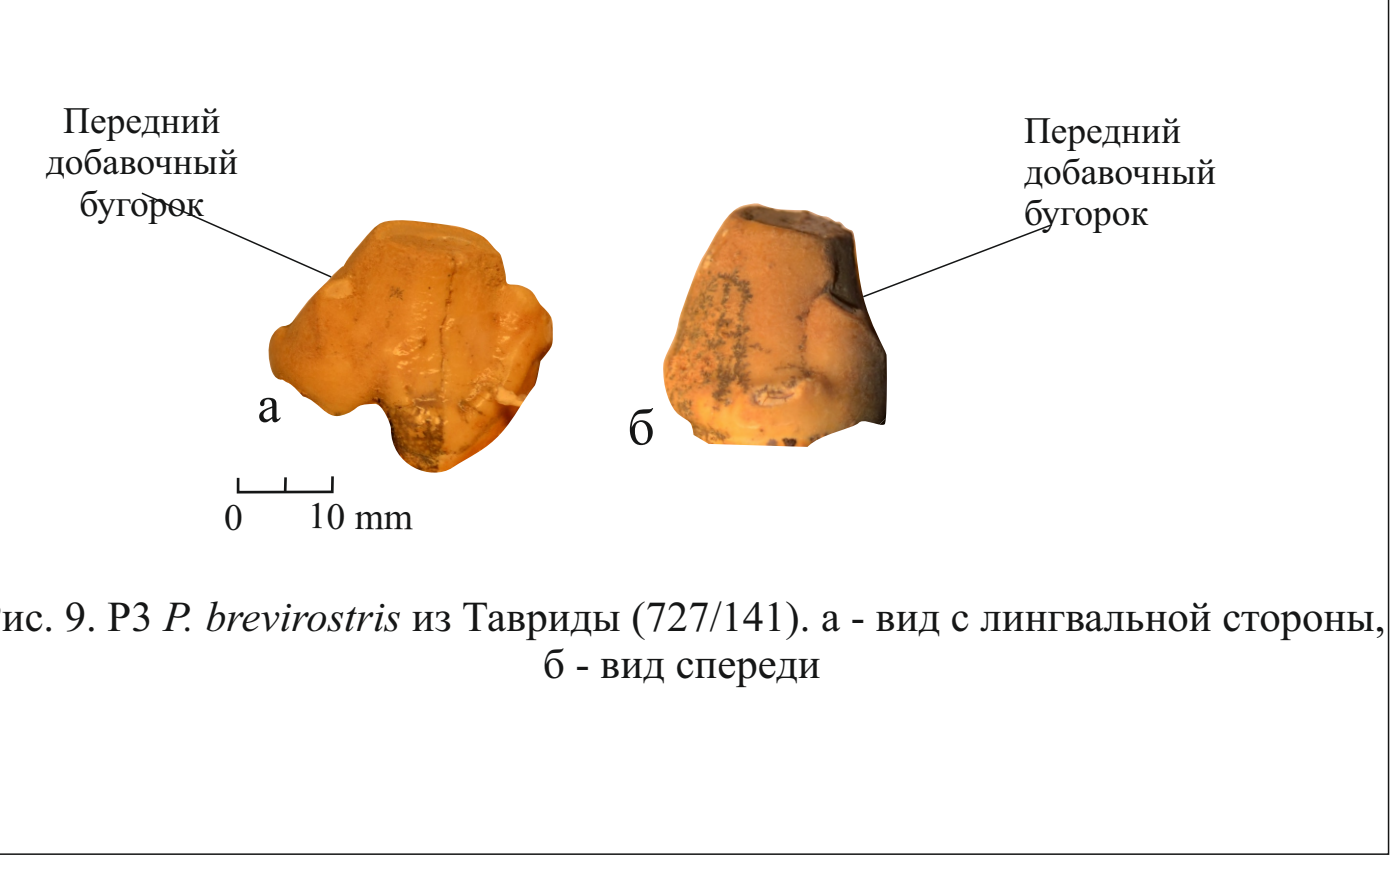 Передний
добавочный
бугорок
Передний
добавочный
бугорок
а
б
0 10 mm
ис. 9. P3 P. brevirostris из Тавриды (727/141). а - вид с лингвальной стороны,
б - вид спереди